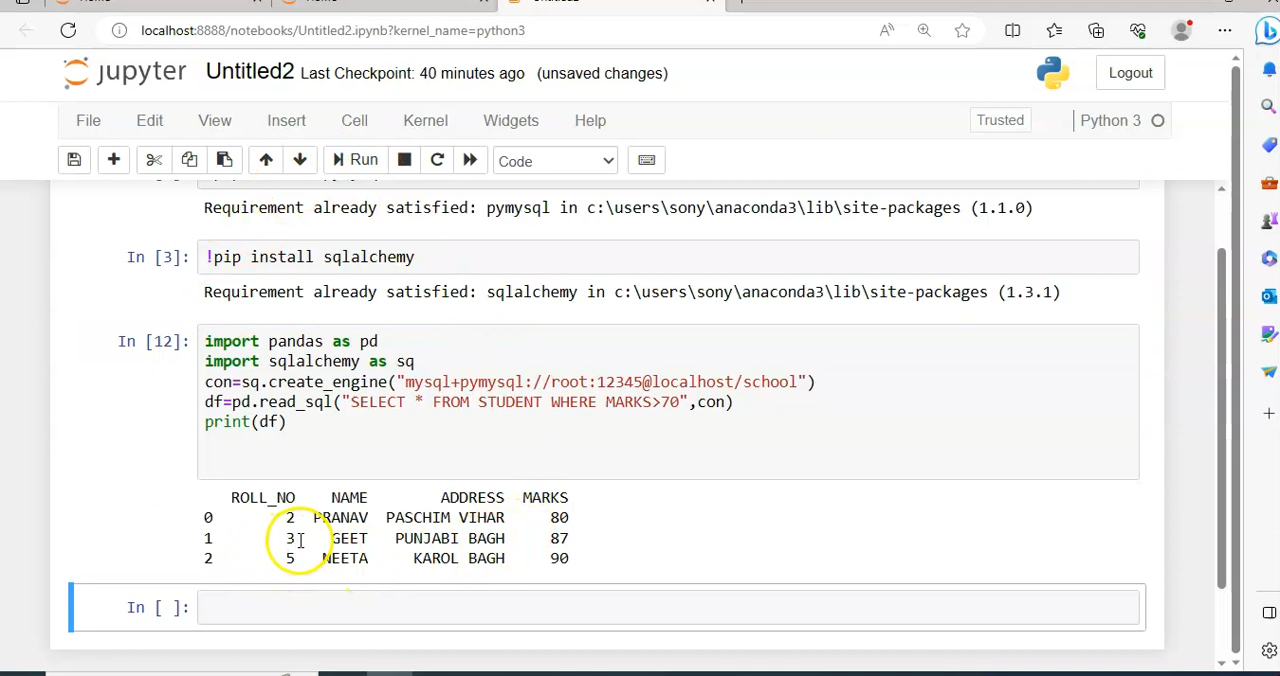 localhost:8888/notebooks/Untitled2.ipynb?kernel_name=python3
jupyter Untitled2 Last Checkpoint: 40 minutes ago (unsaved changes)
Logout
File Edit View Insert Cell Kernel Widgets Help
Trusted
Python 3
Run
Code
Requirement already satisfied: pymysql in c:\users\sony\anaconda3\lib\site-packages (1.1.0)
In [3]: !pip install sqlalchemy
Requirement already satisfied: sqlalchemy in c:\users\sony\anaconda3\lib\site-packages (1.3.1)
In [12]: import pandas as pd
import sqlalchemy as sq
con=sq.create_engine("mysql+pymysql://root:12345@localhost/school")
df=pd.read_sql("SELECT * FROM STUDENT WHERE MARKS>70",con)
print(df)
ROLL_NO NAME ADDRESS MARKS
0 2 PRANAV PASCHIM VIHAR 80
1 3 GEET PUNJABI BAGH 87
2 5 NEETA KAROL BAGH 90
In [ ]: